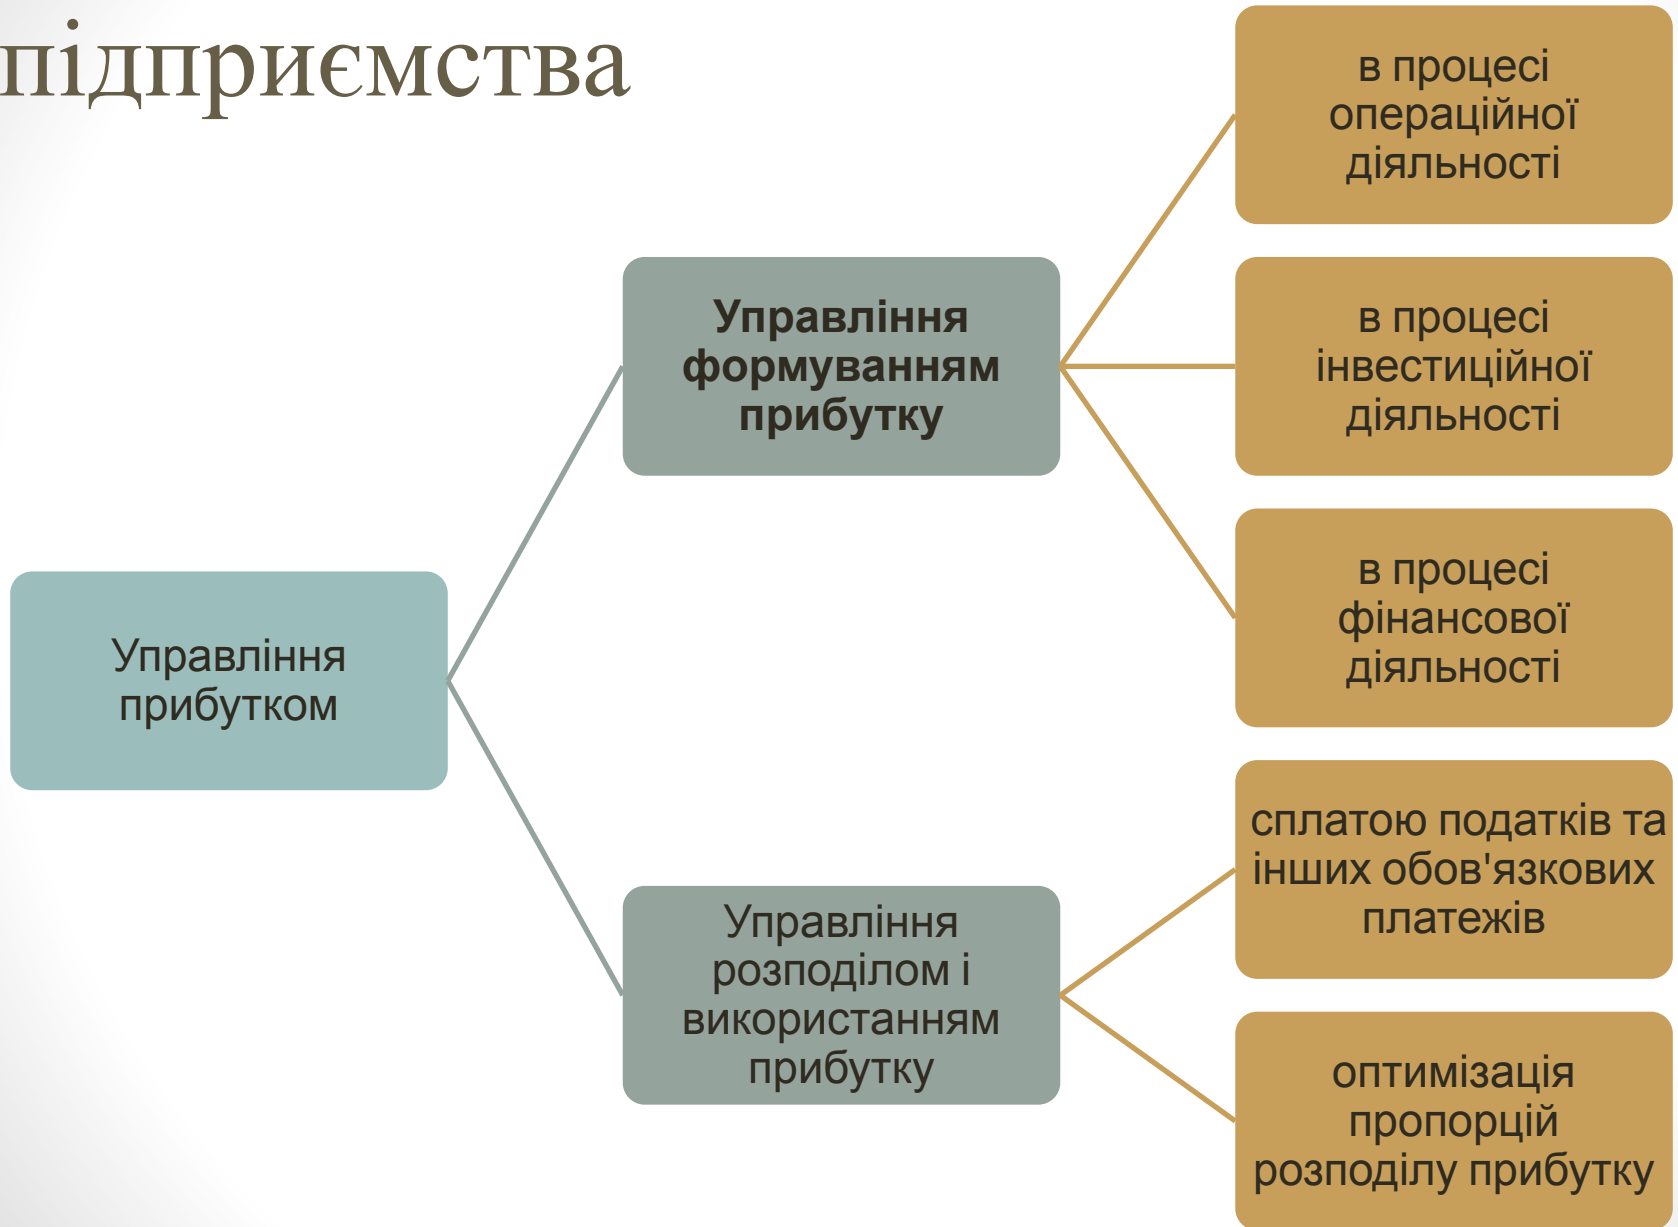 підприємства
в процесі
операційної
діяльності
Управління
формуванням
прибутку
в процесі
інвестиційної
діяльності
в процесі
фінансової
діяльності
Управління
прибутком
сплатою податків та
інших обов'язкових
платежів
Управління
розподілом і
використанням
прибутку
оптимізація
пропорцій
розподілу прибутку